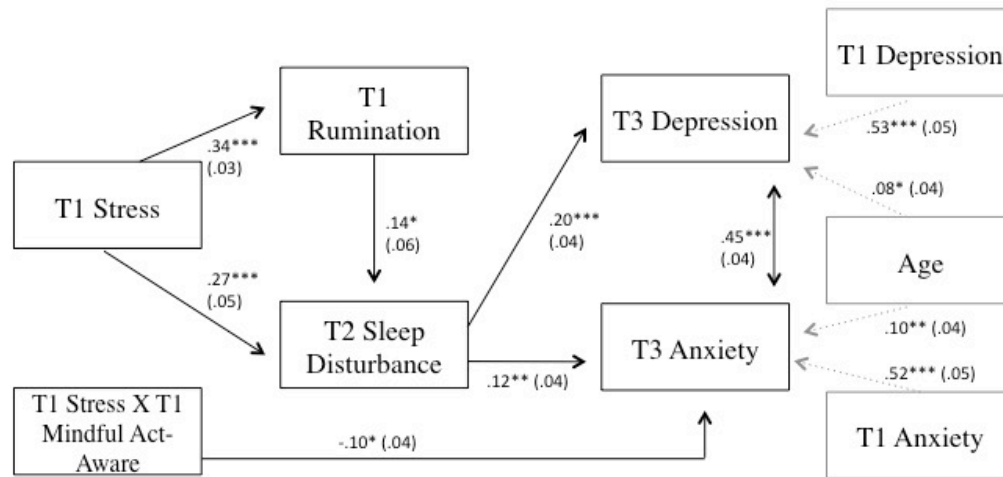 T1 Depression
T1
Rumination
T3 Depression
.53*** (.05)
.34***
(.03)
T1 Stress
.08* (.04)
.14*
(.06)
.20***
(.04)
.45***
(.04)
Age
.27***
(.05)
T2 Sleep
Disturbance
T3 Anxiety
.10** (.04)
.12** (.04)
.52*** (.05)
T1 Stress X T1
Mindful Act-
Aware
-.10* (.04)
T1 Anxiety